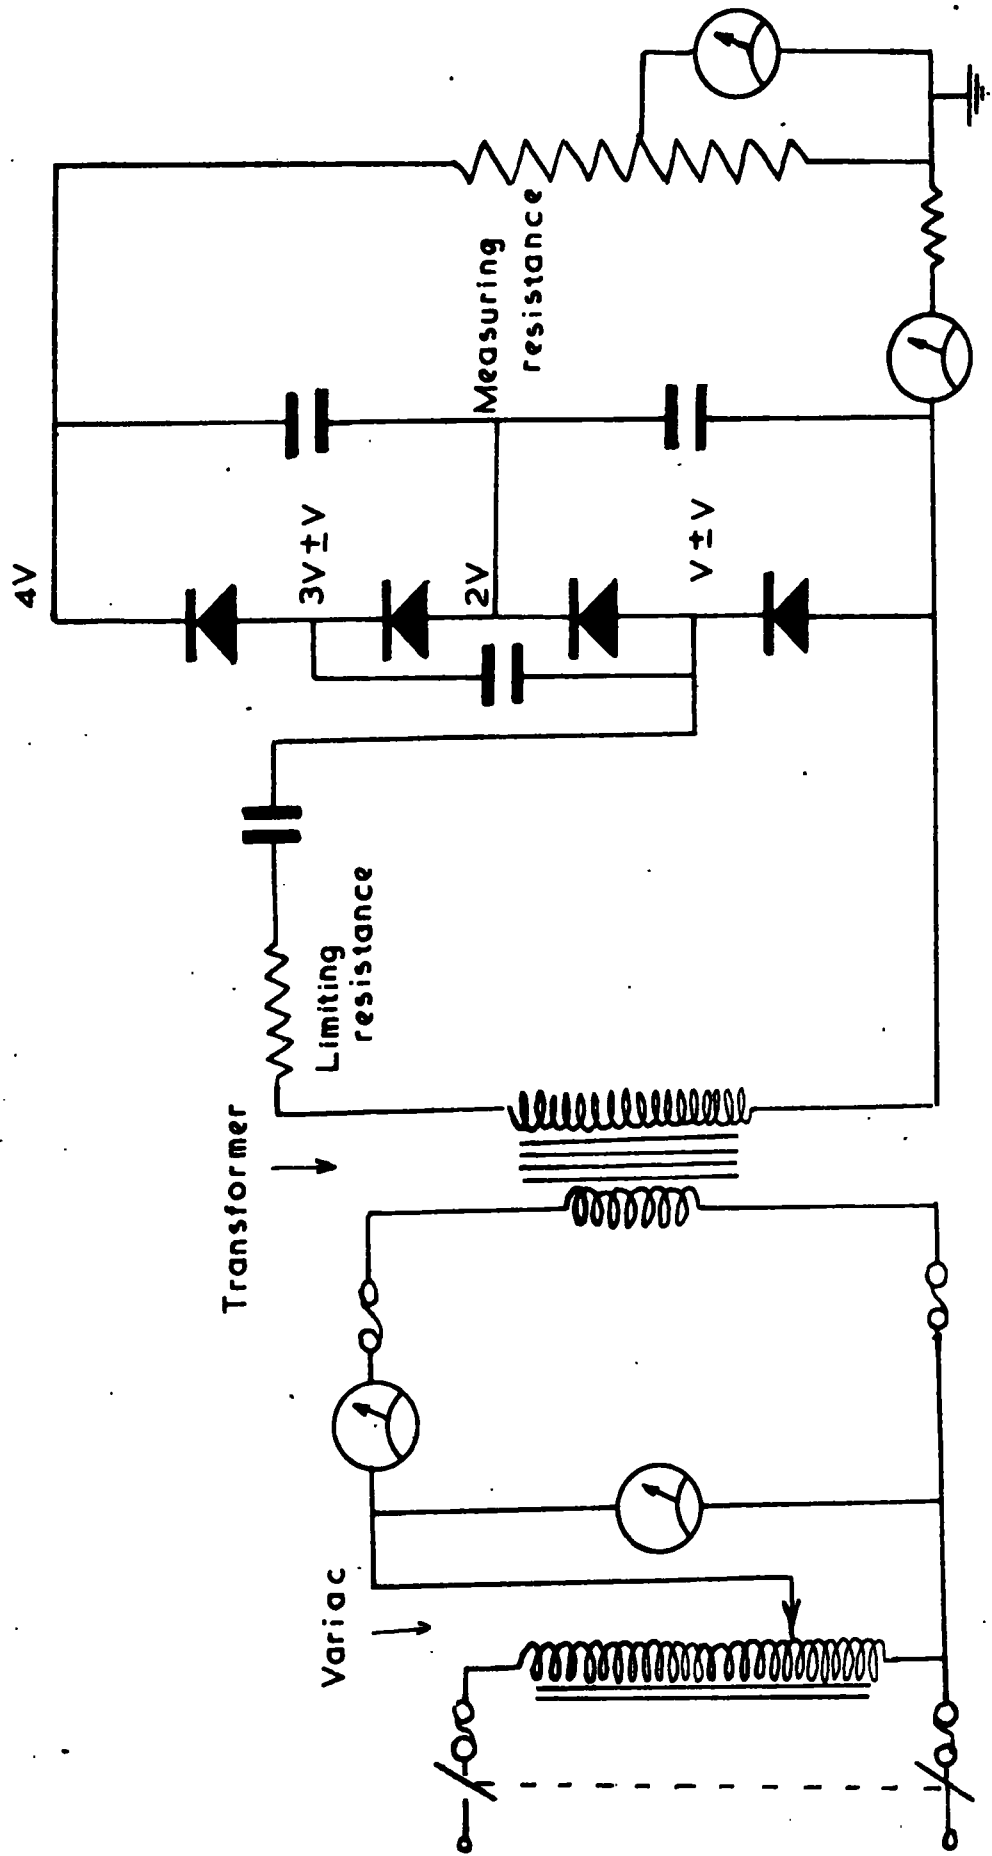 Variac
Transformer
Limiting
resistance
4V
3V±V
2V
V±V
Measuring
resistance